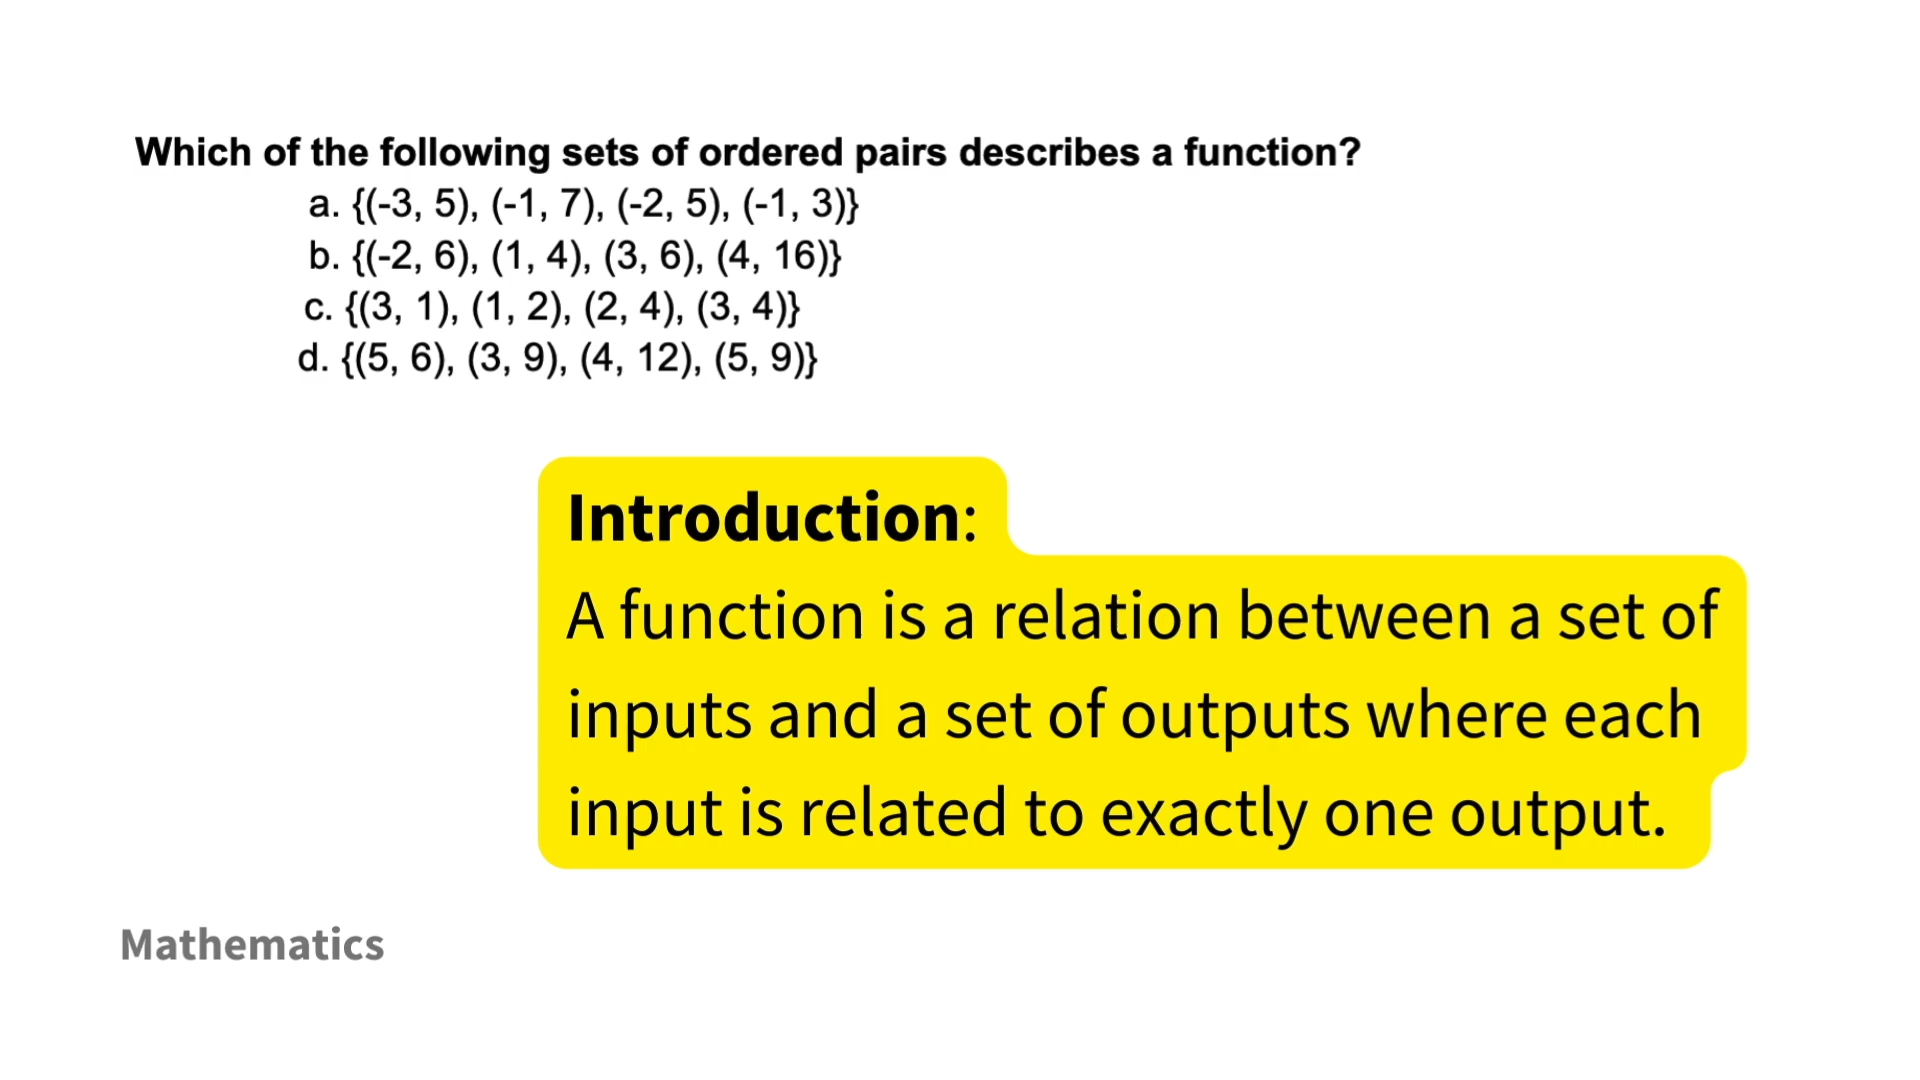 Which of the following sets of ordered pairs describes a function?
a. {(-3, 5), (-1, 7), (-2, 5), (-1, 3)}
b. {(-2, 6), (1, 4), (3, 6), (4, 16)}
c. {(3, 1), (1, 2), (2, 4), (3, 4)}
d. {(5, 6), (3, 9), (4, 12), (5, 9)}
Introduction:
A function is a relation between a set of
inputs and a set of outputs where each
input is related to exactly one output.
Mathematics